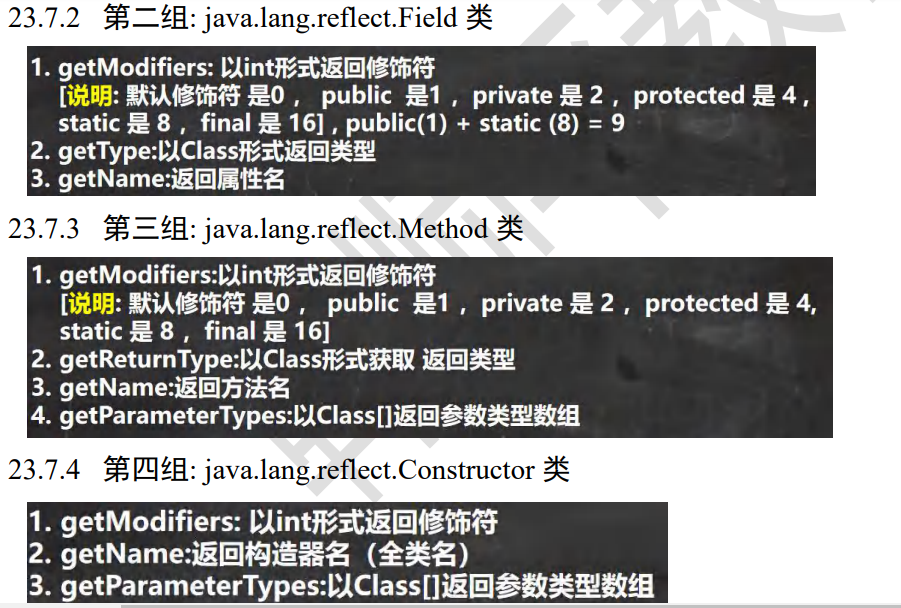 23.7.2 第二组: java.lang.reflect.Field 类
1. getModifiers: 以int形式返回修饰符
[说明: 默认修饰符 是0 ， public 是1 ，private 是 2 ，protected 是 4 ,
static 是 8 ，final 是 16] , public(1) + static (8) = 9
2. getType:以Class形式返回类型
3. getName:返回属性名
23.7.3 第三组: java.lang.reflect.Method 类
1. getModifiers:以int形式返回修饰符
[说明: 默认修饰符 是0 ， public 是1 ，private 是 2 ，protected 是 4,
static 是 8 ，final 是 16]
2. getReturnType:以Class形式获取 返回类型
3. getName:返回方法名
4. getParameterTypes:以Class[]返回参数类型数组
23.7.4 第四组: java.lang.reflect.Constructor 类
1. getModifiers: 以int形式返回修饰符
2. getName:返回构造器名（全类名）
3. getParameterTypes:以Class[]返回参数类型数组